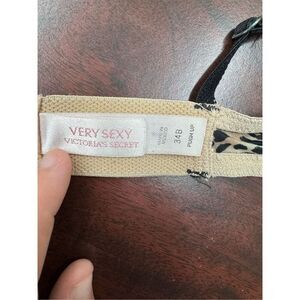 VERY SEXY
VICTORIA'S SECRET
34B
PUSH UP